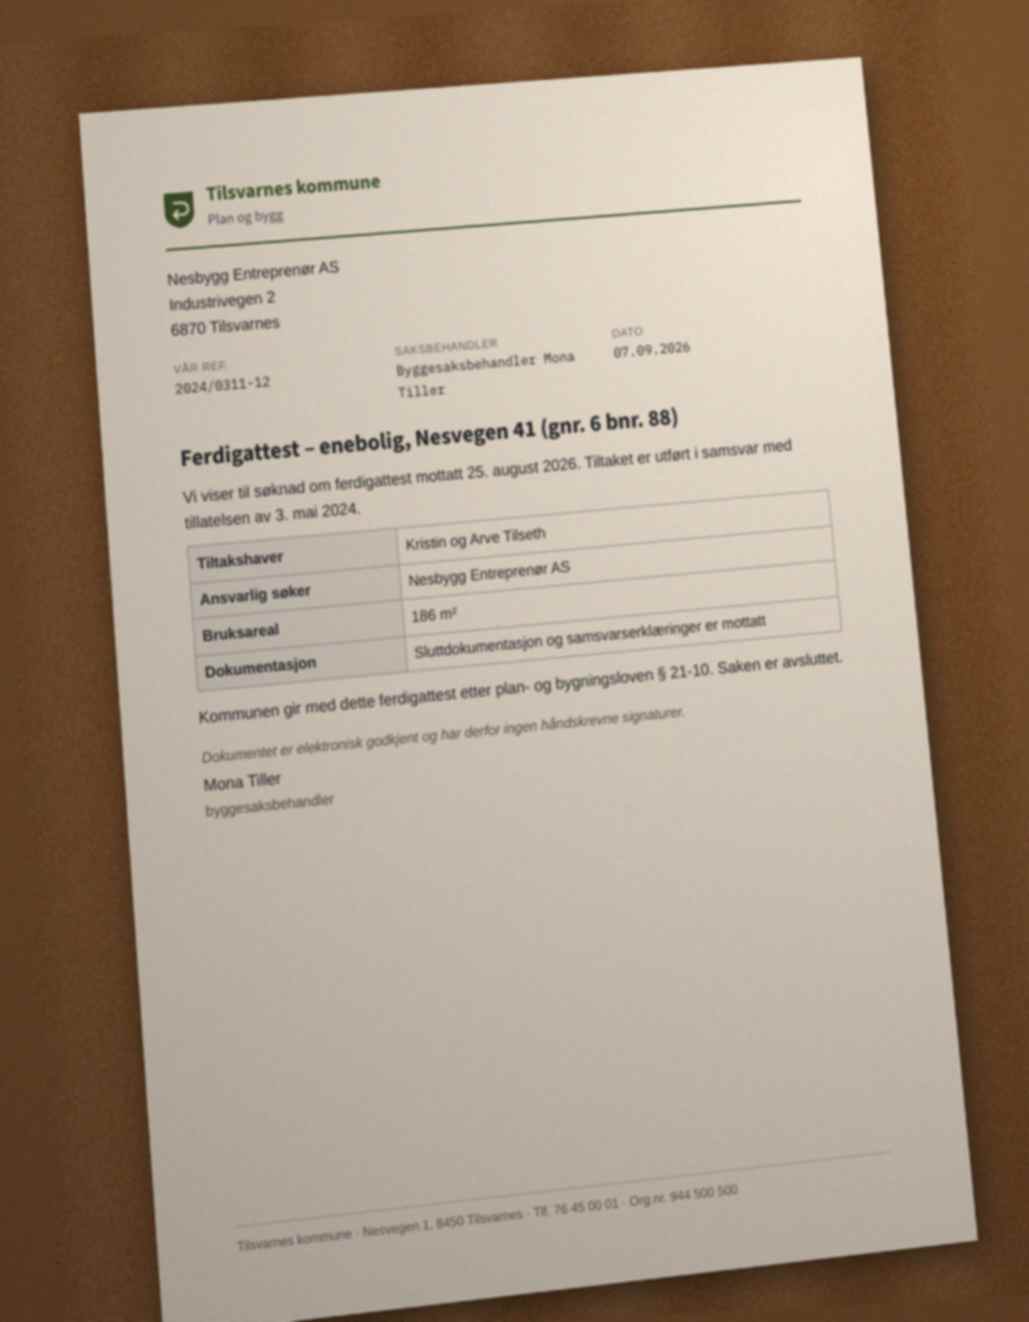 Tilsvarnes kommune
Plan og bygg
Nesbygg Entreprenør AS
Industrivegen 2
6870 Tilsvarnes
VÅR REF.
2024/0311-12
SAKSBEHANDLER
Byggesaksbehandler Mona
Tiller
DATO
07.09.2026
Ferdigattest – enebolig, Nesvegen 41 (gnr. 6 bnr. 88)
Vi viser til søknad om ferdigattest mottatt 25. august 2026. Tiltaket er utført i samsvar med
tillatelsen av 3. mai 2024.
Tiltakshaver Kristin og Arve Tilseth
Ansvarlig søker Nesbygg Entreprenør AS
Bruksareal 186 m²
Dokumentasjon Sluttdokumentasjon og samsvarserklæringer er mottatt
Kommunen gir med dette ferdigattest etter plan- og bygningsloven § 21-10. Saken er avsluttet.
Dokumentet er elektronisk godkjent og har derfor ingen håndskrevne signaturer.
Mona Tiller
byggesaksbehandler
Tilsvarnes kommune · Nesvegen 1, 8450 Tilsvarnes · Tlf. 76 45 00 01 · Org.nr. 944 500 500